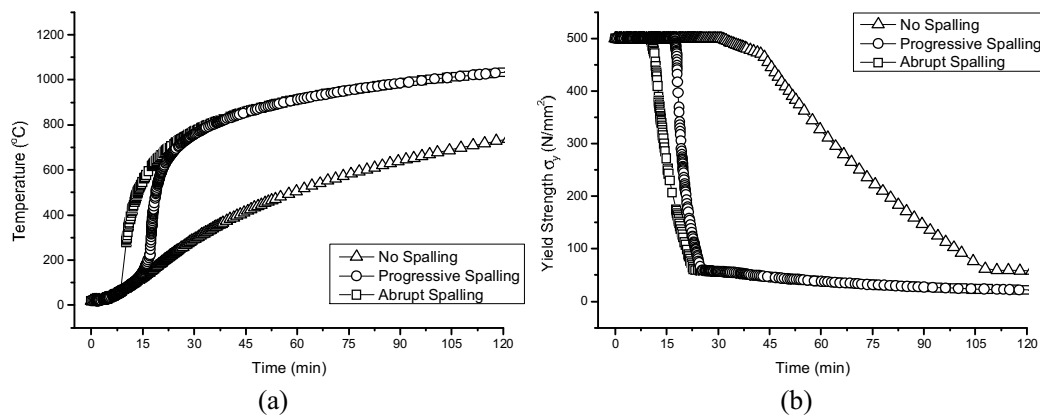 1200
1000
800
600
400
200
0
Temperature (°C)
No Spalling
Progressive Spalling
Abrupt Spalling
0 15 30 45 60 75 90 105 120
Time (min)
(a)
500
400
300
200
100
0
Yield Strength σy (N/mm²)
No Spalling
Progressive Spalling
Abrupt Spalling
0 15 30 45 60 75 90 105 120
Time (min)
(b)